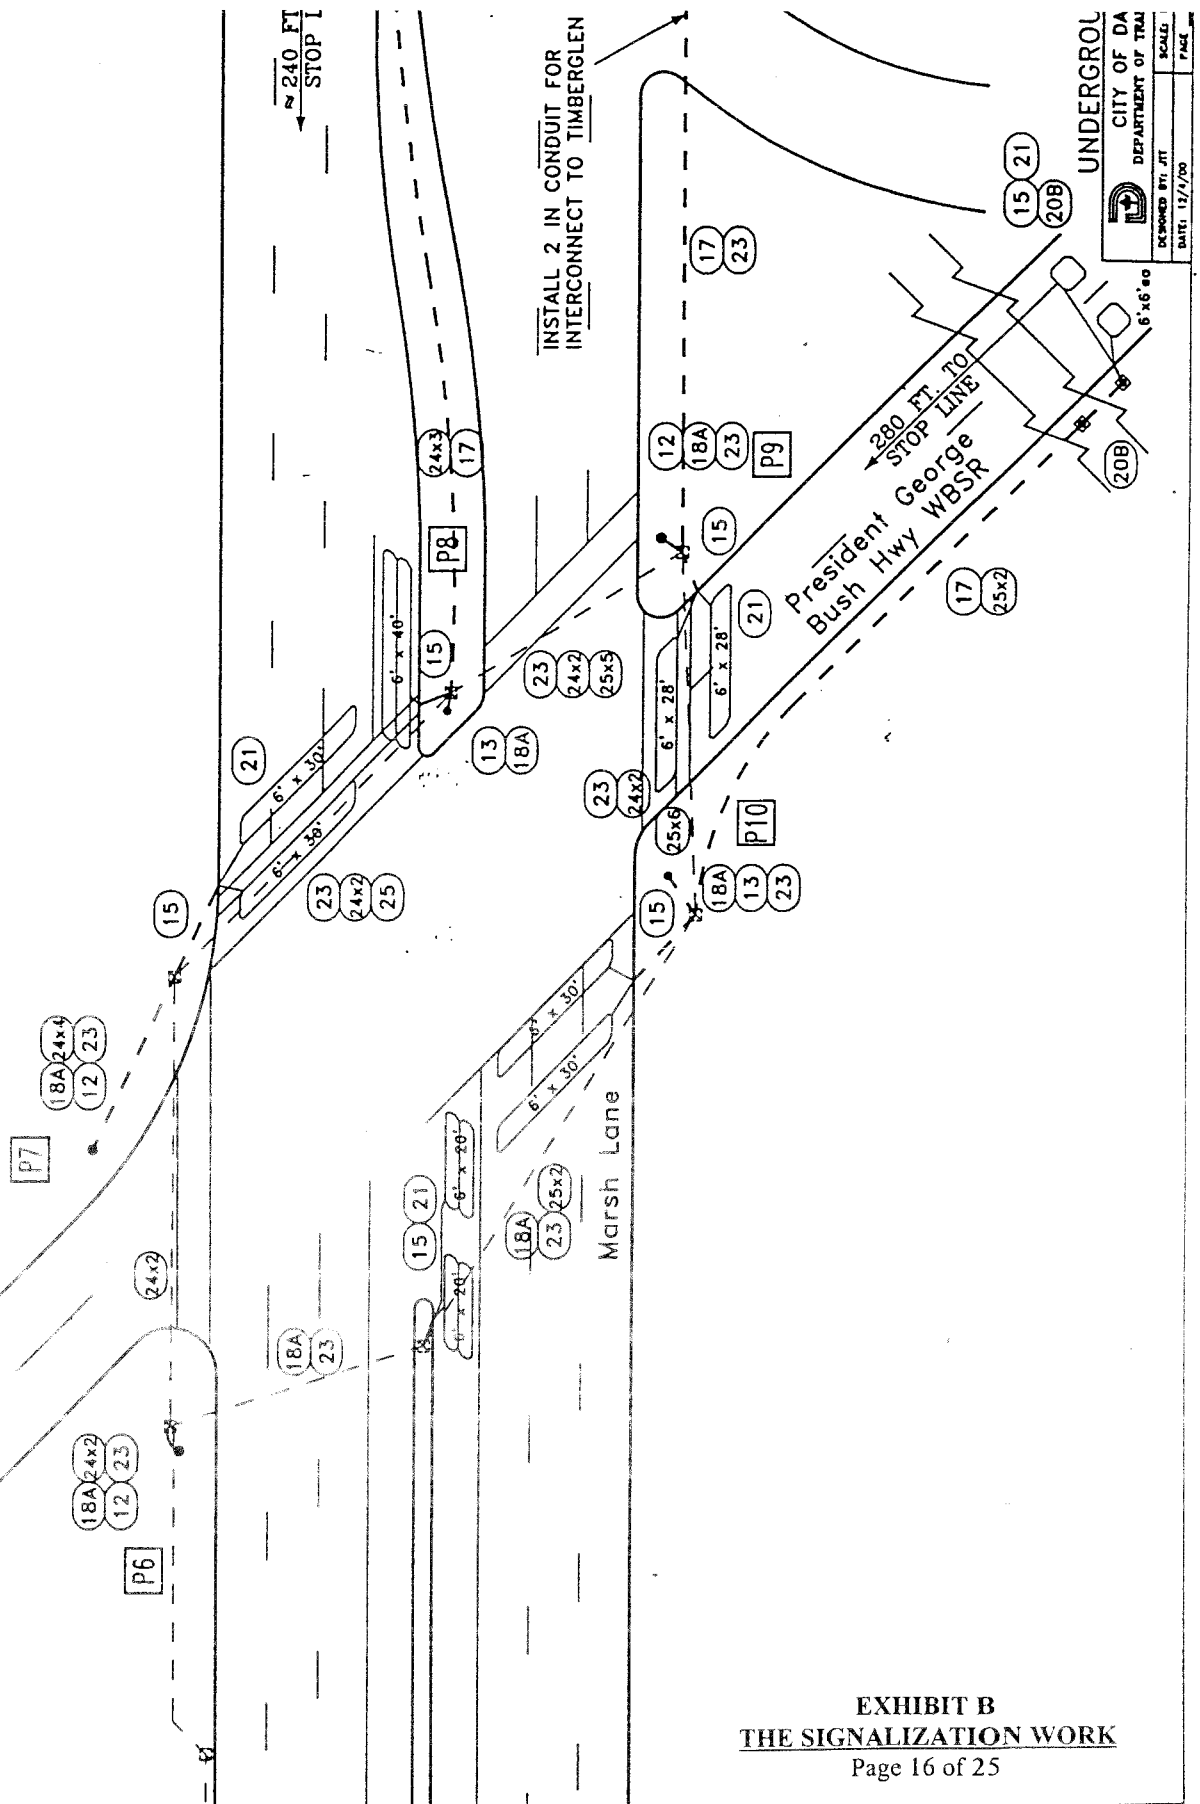 ≈ 240 FT
STOP L
INSTALL 2 IN CONDUIT FOR
INTERCONNECT TO TIMBERGLEN
UNDERGROU
CITY OF DA
DEPARTMENT OF TRA
DESIGNED BY: JTT
SCALE:
DATE: 12/4/00
PAGE
15 21
20B
6'x6'
17
23
24x3
17
12
18A
23
P9
280 FT. TO
STOP LINE
20B
President George
Bush Hwy WBSR
17
25x2
P8
15
6' x 40'
15
21
6' x 28'
6' x 28'
23
24x2
25x5
13
18A
21
6' x 30'
6' x 30'
23
24x2
25x6
P10
23
24x2
25
15
15
18A
13
23
18A 24x4
12 23
P7
6' x 30'
6' x 30'
Marsh Lane
15 21
6' x 20'
6' x 20'
18A
23 25x2
24x2
18A
23
18A 24x2
12 23
P6
EXHIBIT B
THE SIGNALIZATION WORK
Page 16 of 25